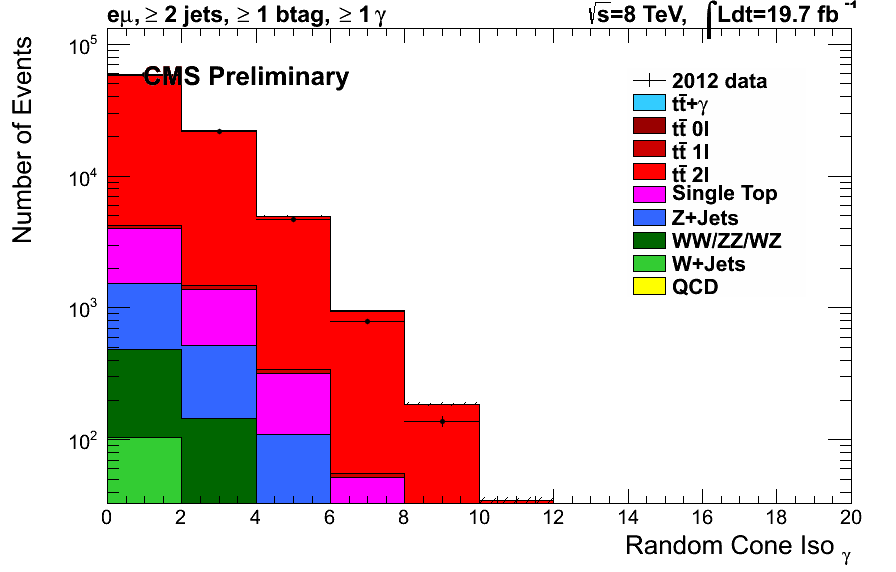 eμ, ≥ 2 jets, ≥ 1 btag, ≥ 1 γ
√s=8 TeV, ∫Ldt=19.7 fb⁻¹
CMS Preliminary
Number of Events
10⁵
10⁴
10³
10²
2012 data
tt̄+γ
tt̄ 0l
tt̄ 1l
tt̄ 2l
Single Top
Z+Jets
WW/ZZ/WZ
W+Jets
QCD
0 2 4 6 8 10 12 14 16 18 20
Random Cone Iso γ